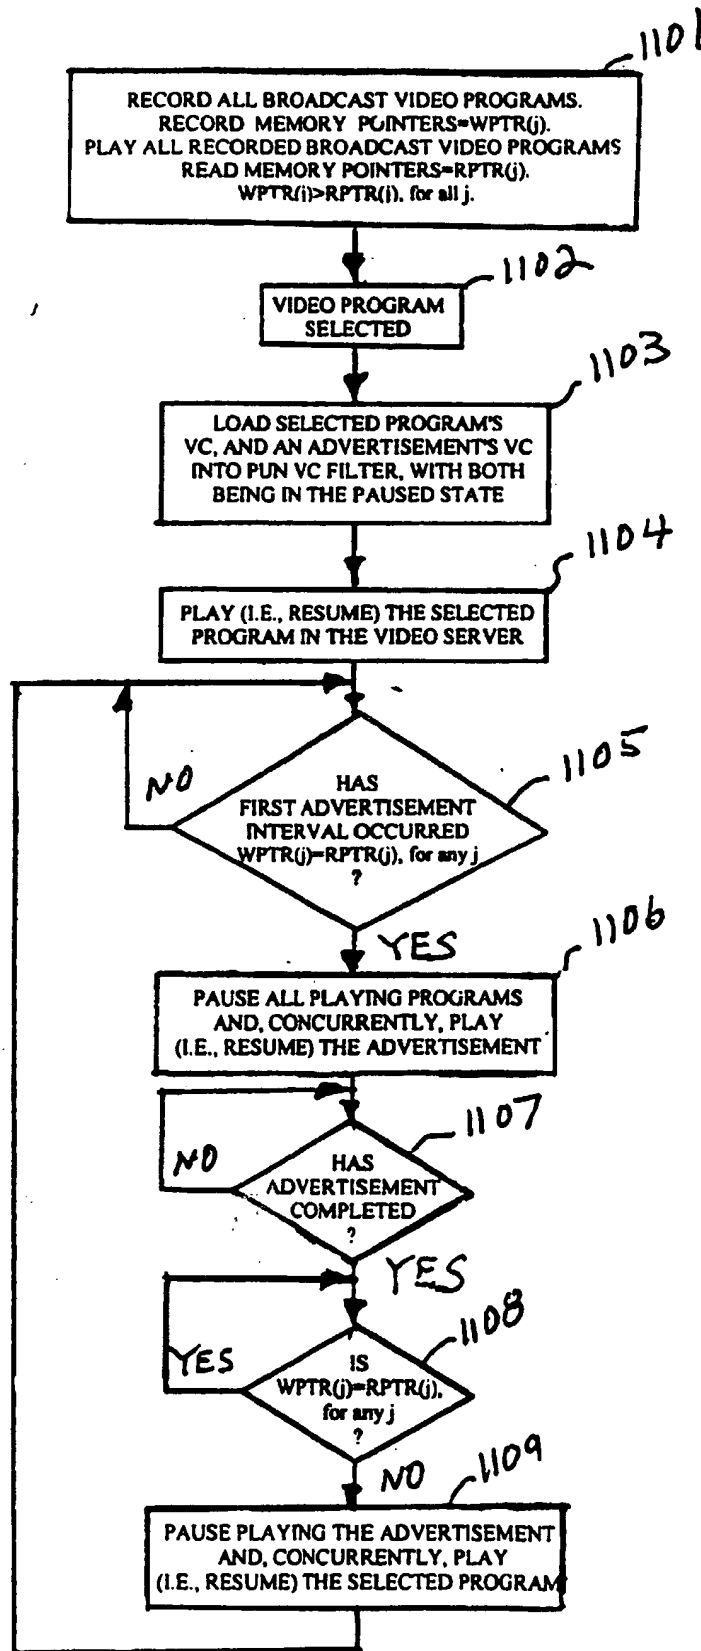 1101
RECORD ALL BROADCAST VIDEO PROGRAMS.
RECORD MEMORY POINTERS=WPTR(j).
PLAY ALL RECORDED BROADCAST VIDEO PROGRAMS
READ MEMORY POINTERS=RPTR(j).
WPTR(j)>RPTR(j), for all j.
1102
VIDEO PROGRAM
SELECTED
1103
LOAD SELECTED PROGRAM'S
VC, AND AN ADVERTISEMENT'S VC
INTO PUN VC FILTER, WITH BOTH
BEING IN THE PAUSED STATE
1104
PLAY (I.E., RESUME) THE SELECTED
PROGRAM IN THE VIDEO SERVER
1105
NO
HAS
FIRST ADVERTISEMENT
INTERVAL OCCURRED
WPTR(j)=RPTR(j), for any j
?
YES
1106
PAUSE ALL PLAYING PROGRAMS
AND, CONCURRENTLY, PLAY
(I.E., RESUME) THE ADVERTISEMENT
1107
NO
HAS
ADVERTISEMENT
COMPLETED
?
YES
1108
YES
IS
WPTR(j)=RPTR(j),
for any j
?
NO
1109
PAUSE PLAYING THE ADVERTISEMENT
AND, CONCURRENTLY, PLAY
(I.E., RESUME) THE SELECTED PROGRAM